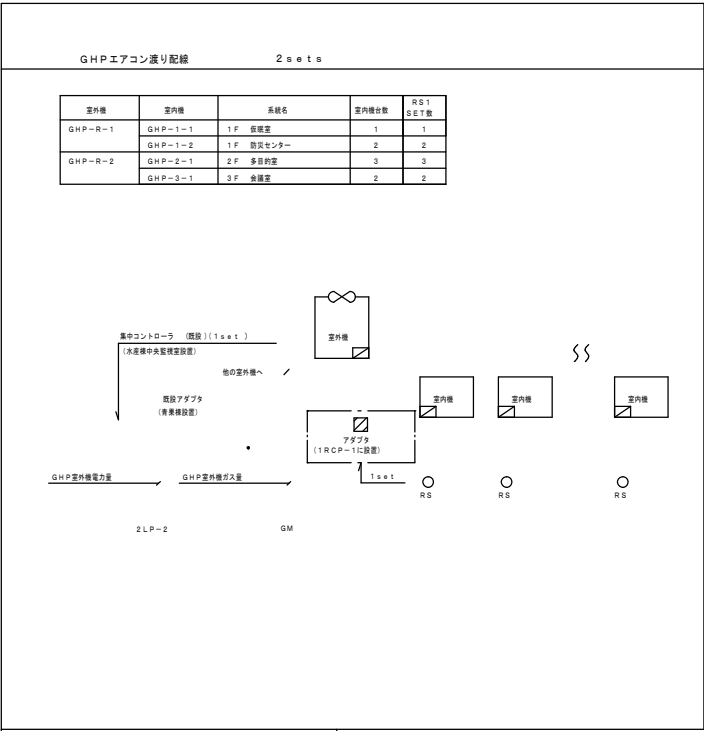 GHPエアコン渡り配線 2sets
室外機 室内機 系統名 室内機台数 RS1 SET数
GHP-R-1 GHP-1-1 1F 仮眠室 1 1
GHP-1-2 1F 防災センター 2 2
GHP-R-2 GHP-2-1 2F 多目的室 3 3
GHP-3-1 3F 会議室 2 2
集中コントローラ (既設)(1set )
(水産棟中央監視室設置)
室外機
他の室外機へ
既設アダプタ
(青果棟設置)
室内機 室内機 室内機
アダプタ
(1RCP-1に設置)
GHP室外機電力量 GHP室外機ガス量 1set
RS RS RS
2LP-2 GM